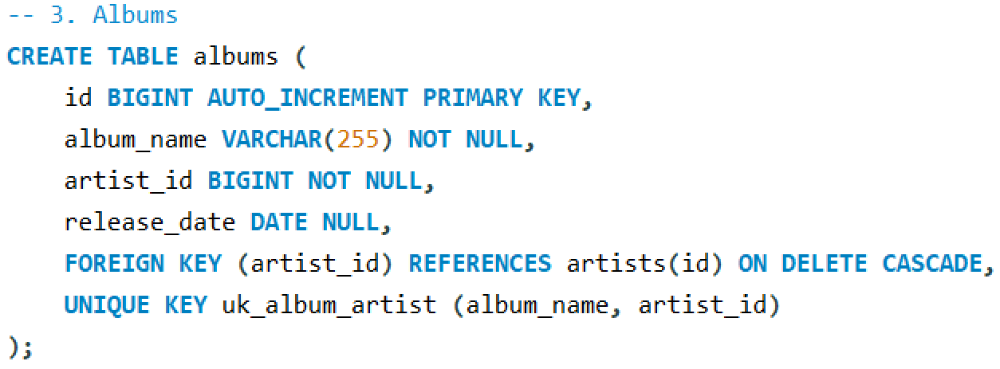 -- 3. Albums
CREATE TABLE albums (
    id BIGINT AUTO_INCREMENT PRIMARY KEY,
    album_name VARCHAR(255) NOT NULL,
    artist_id BIGINT NOT NULL,
    release_date DATE NULL,
    FOREIGN KEY (artist_id) REFERENCES artists(id) ON DELETE CASCADE,
    UNIQUE KEY uk_album_artist (album_name, artist_id)
);